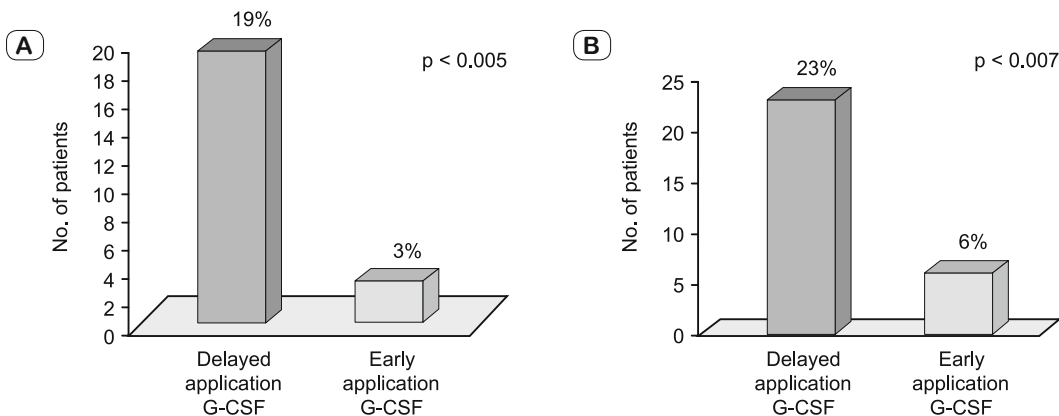 A
19%
p < 0.005
No. of patients
20
18
16
14
12
10
8
6
4
2
0
3%
Delayed
application
G-CSF
Early
application
G-CSF
B
23%
p < 0.007
No. of patients
25
20
15
10
5
0
6%
Delayed
application
G-CSF
Early
application
G-CSF